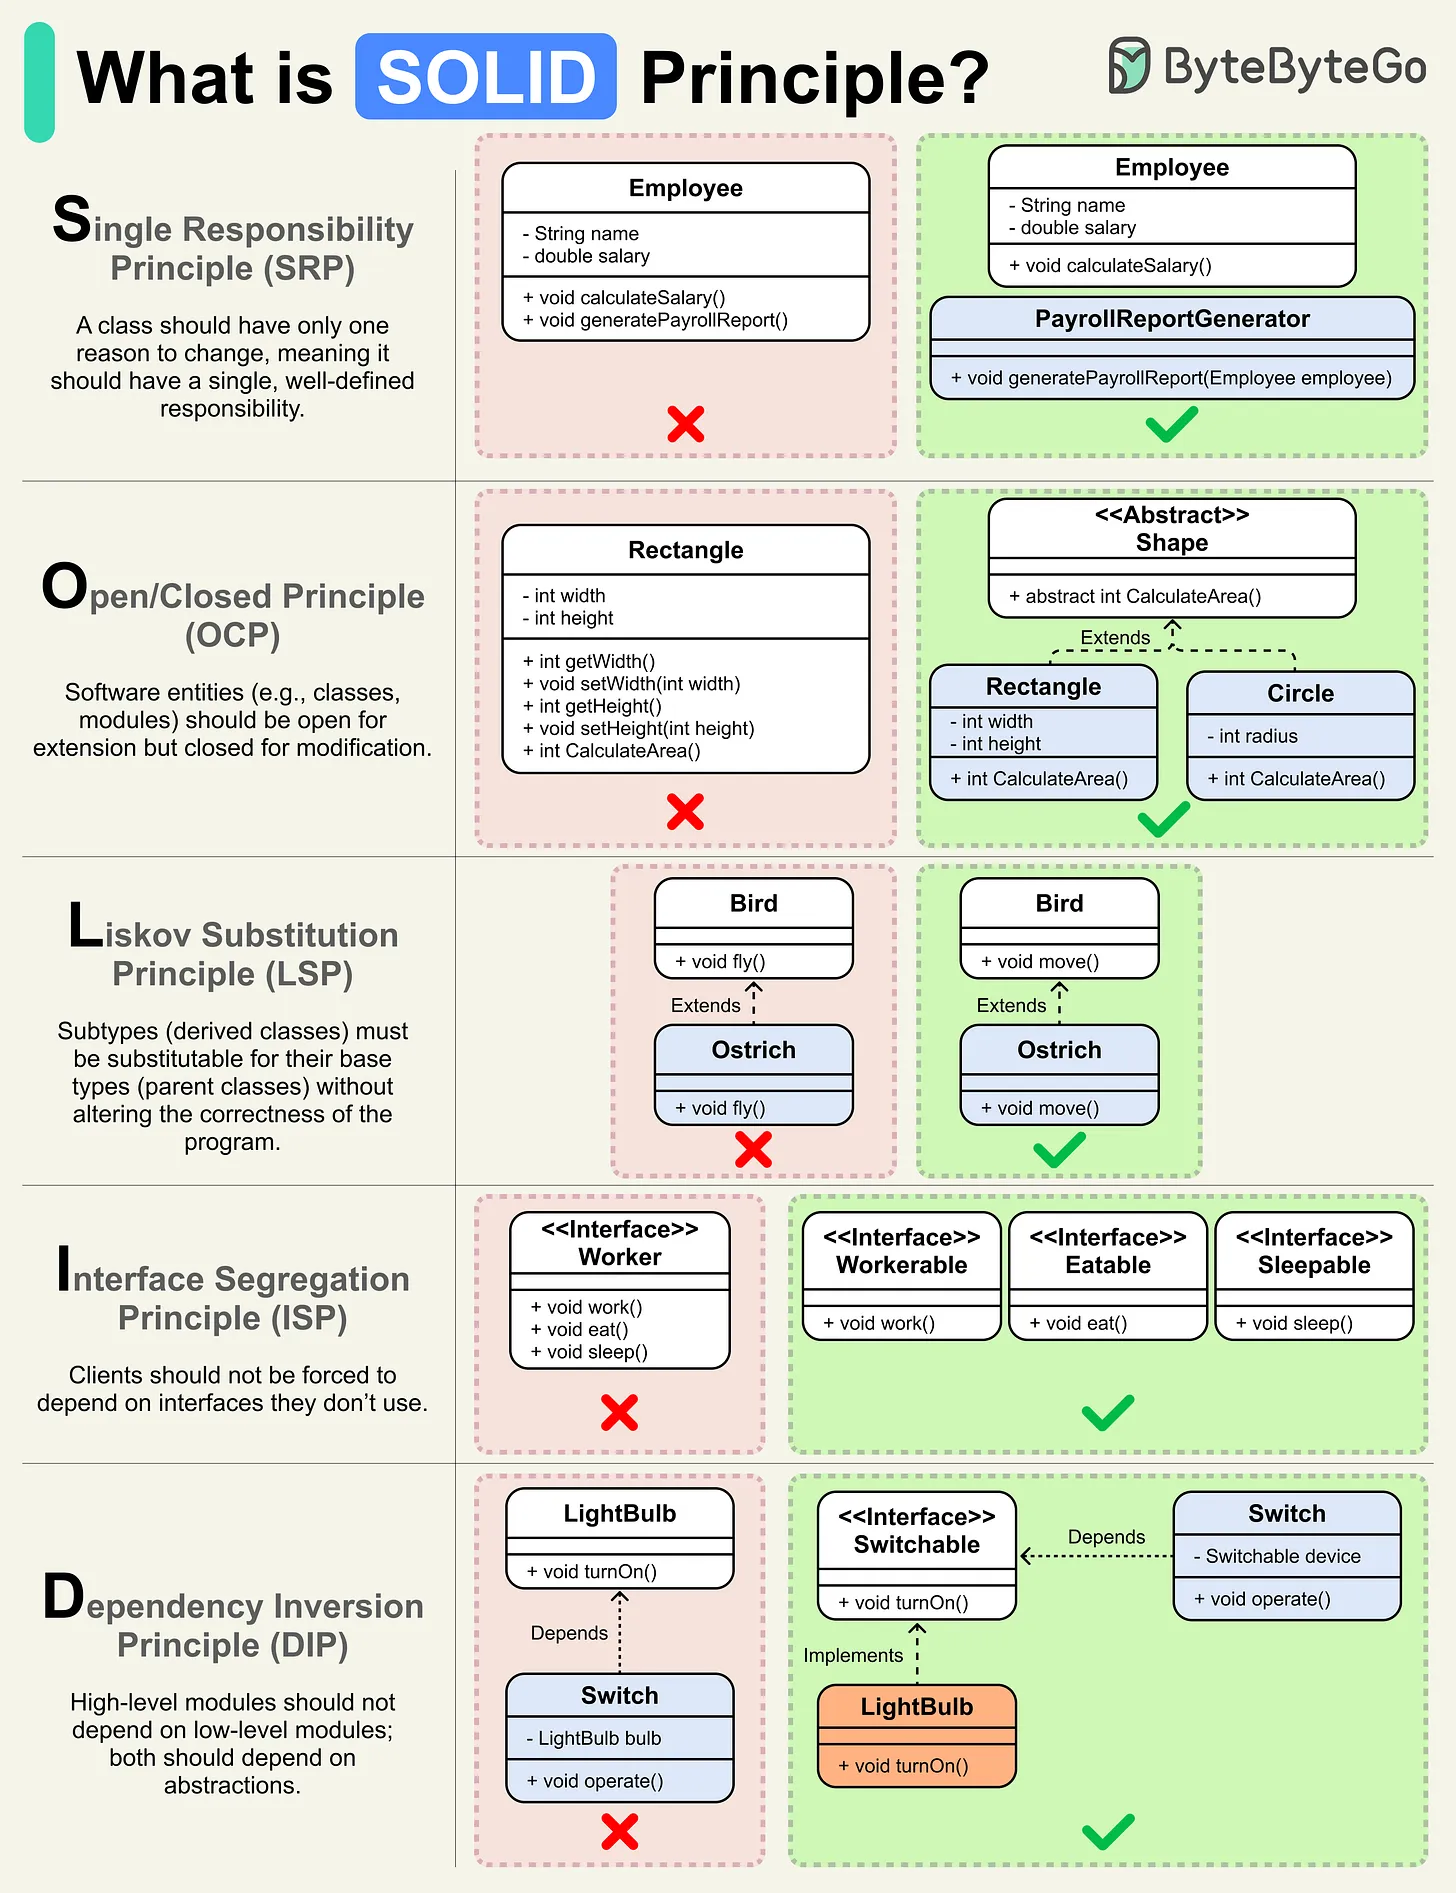 What is SOLID Principle?
ByteByteGo
Single Responsibility
Principle (SRP)
A class should have only one
reason to change, meaning it
should have a single, well-defined
responsibility.
Employee
- String name
- double salary
+ void calculateSalary()
+ void generatePayrollReport()
Employee
- String name
- double salary
+ void calculateSalary()
PayrollReportGenerator
+ void generatePayrollReport(Employee employee)
Open/Closed Principle
(OCP)
Software entities (e.g., classes,
modules) should be open for
extension but closed for modification.
Rectangle
- int width
- int height
+ int getWidth()
+ void setWidth(int width)
+ int getHeight()
+ void setHeight(int height)
+ int CalculateArea()
<<Abstract>>
Shape
+ abstract int CalculateArea()
Extends
Rectangle
- int width
- int height
+ int CalculateArea()
Circle
- int radius
+ int CalculateArea()
Liskov Substitution
Principle (LSP)
Subtypes (derived classes) must
be substitutable for their base
types (parent classes) without
altering the correctness of the
program.
Bird
+ void fly()
Extends
Ostrich
+ void fly()
Bird
+ void move()
Extends
Ostrich
+ void move()
Interface Segregation
Principle (ISP)
Clients should not be forced to
depend on interfaces they don’t use.
<<Interface>>
Worker
+ void work()
+ void eat()
+ void sleep()
<<Interface>>
Workerable
+ void work()
<<Interface>>
Eatable
+ void eat()
<<Interface>>
Sleepable
+ void sleep()
Dependency Inversion
Principle (DIP)
High-level modules should not
depend on low-level modules;
both should depend on
abstractions.
LightBulb
+ void turnOn()
Depends
Switch
- LightBulb bulb
+ void operate()
<<Interface>>
Switchable
+ void turnOn()
Depends
Switch
- Switchable device
+ void operate()
Implements
LightBulb
+ void turnOn()